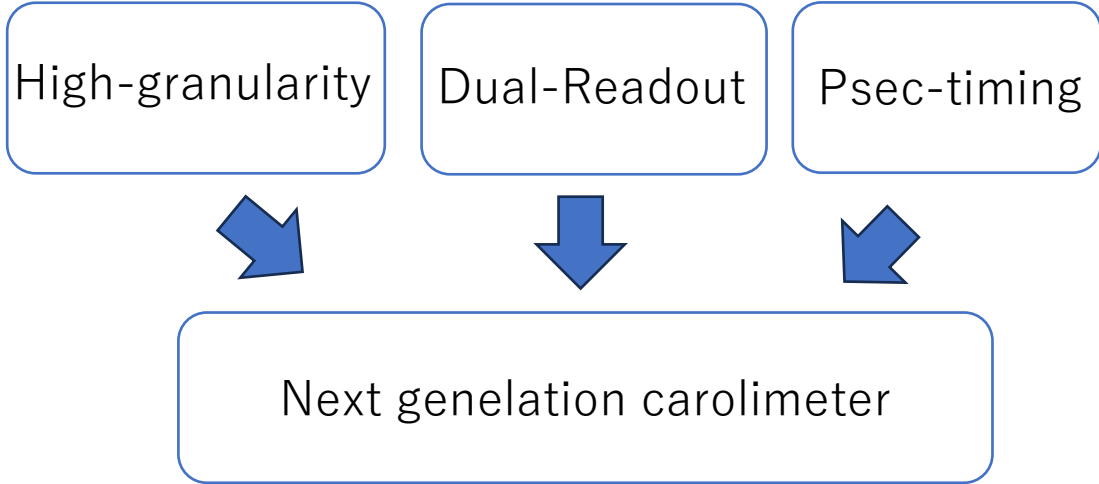 High-granularity
Dual-Readout
Psec-timing
Next genelation carolimeter